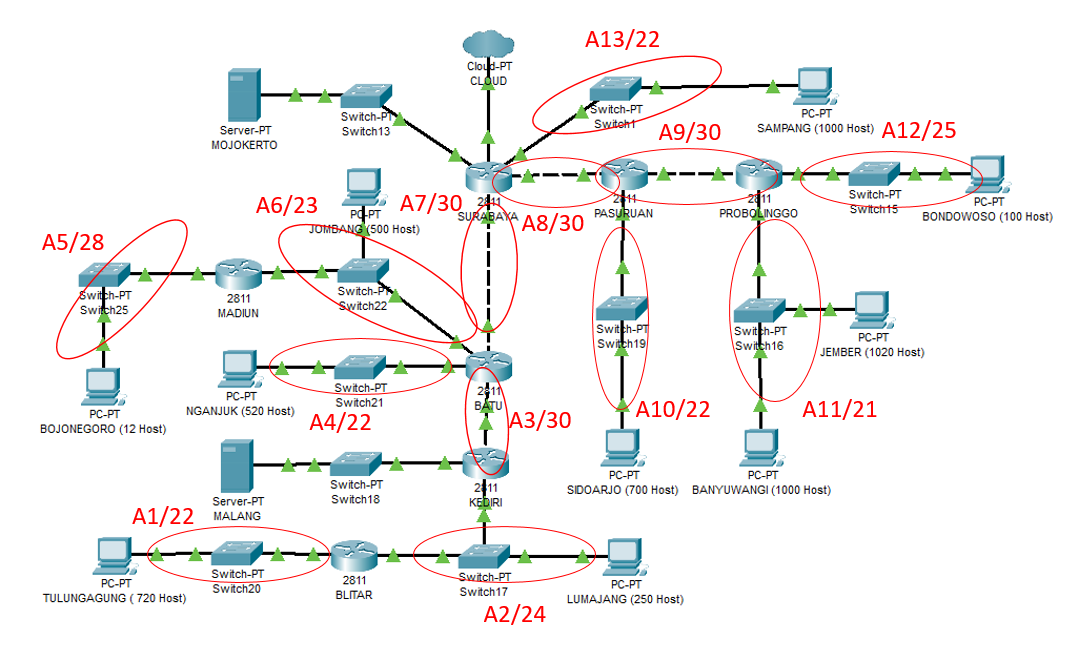 A13/22
Cloud-PT
CLOUD
Server-PT
MOJOKERTO
Switch-PT
Switch13
Switch-PT
Switch1
PC-PT
SAMPANG (1000 Host)
A9/30
A12/25
A6/23
PC-PT
JOMBANG (500 Host)
A7/30
2811
SURABAYA
A8/30
2811
PASURUAN
2811
PROBOLINGGO
Switch-PT
Switch15
PC-PT
BONDOWOSO (100 Host)
A5/28
Switch-PT
Switch25
2811
MADIUN
Switch-PT
Switch22
Switch-PT
Switch19
Switch-PT
Switch16
PC-PT
JEMBER (1020 Host)
PC-PT
NGANJUK (520 Host)
Switch-PT
Switch21
2811
BATU
PC-PT
BOJONEGORO (12 Host)
A4/22
A3/30
A10/22
A11/21
Server-PT
MALANG
Switch-PT
Switch18
2811
KEDIRI
PC-PT
SIDOARJO (700 Host)
PC-PT
BANYUWANGI (1000 Host)
A1/22
PC-PT
TULUNGAGUNG ( 720 Host)
Switch-PT
Switch20
2811
BLITAR
Switch-PT
Switch17
PC-PT
LUMAJANG (250 Host)
A2/24